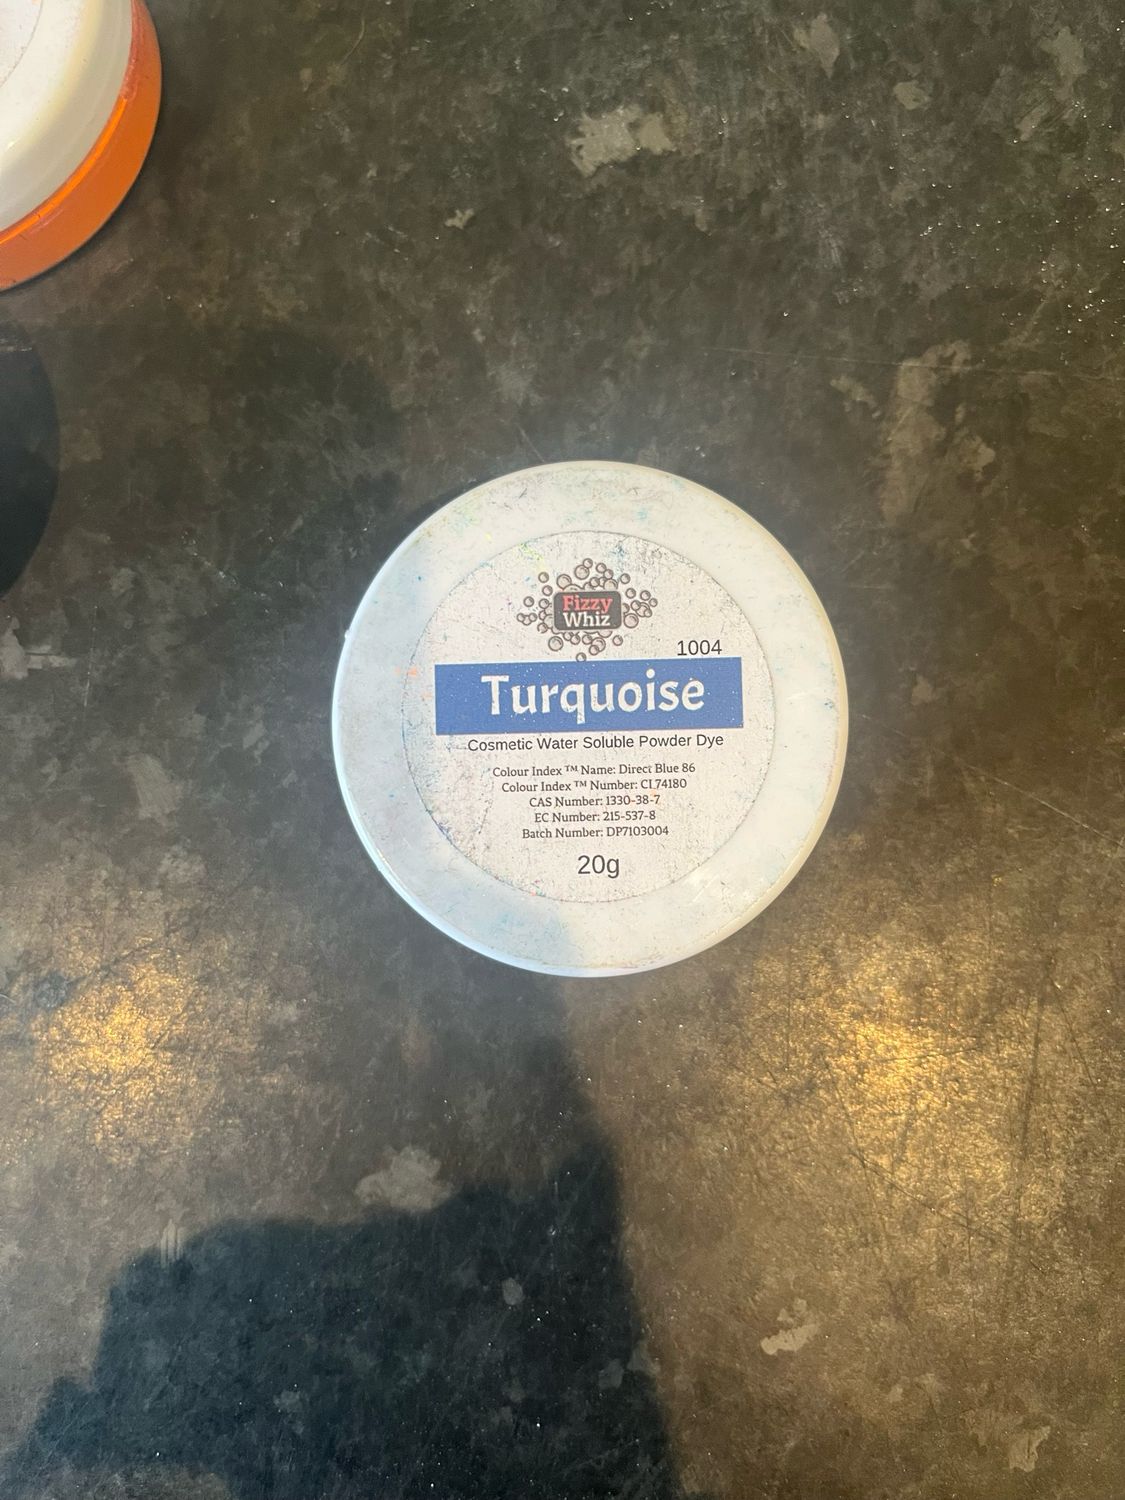 Fizzy
Whiz
1004
Turquoise
Cosmetic Water Soluble Powder Dye
Colour Index ™ Name: Direct Blue 86
Colour Index ™ Number: CI 74180
CAS Number: 1330-38-7
EC Number: 215-537-8
Batch Number: DP7103004
20g